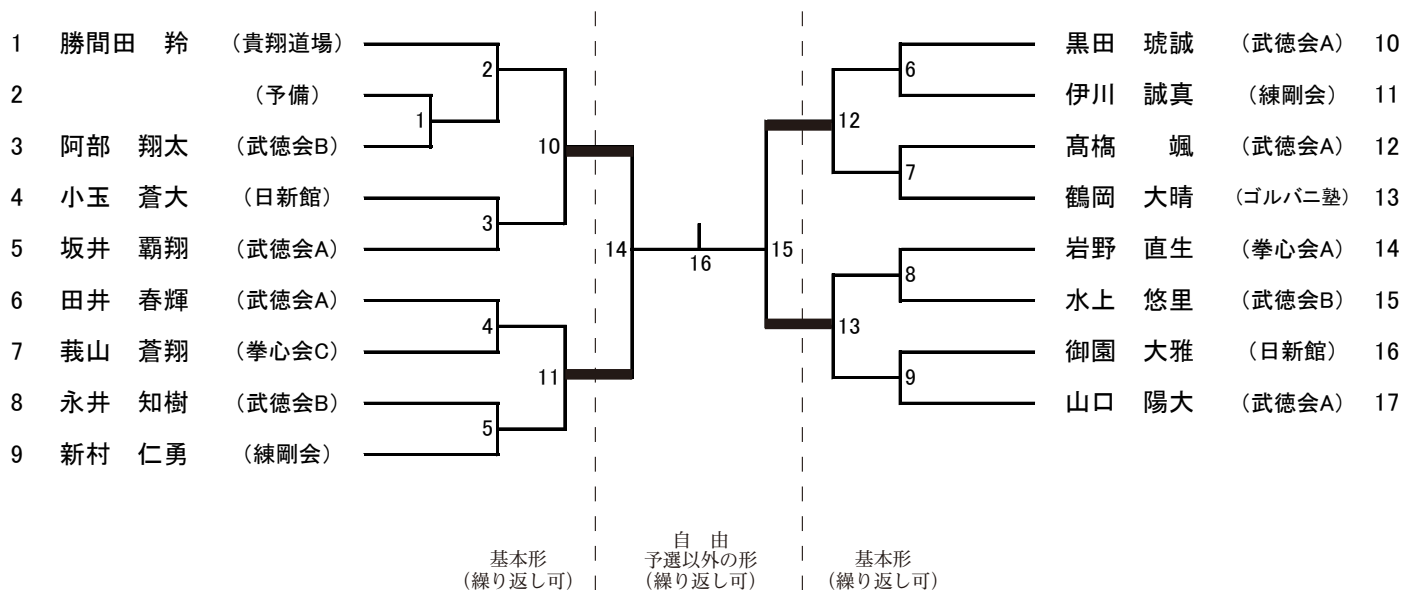 1 勝間田 羚 (貴翔道場)
2 (予備)
3 阿部 翔太 (武徳会B)
4 小玉 蒼大 (日新館)
5 坂井 覇翔 (武徳会A)
6 田井 春輝 (武徳会A)
7 莪山 蒼翔 (拳心会C)
8 永井 知樹 (武徳会B)
9 新村 仁勇 (練剛会)
2
1
10
3
4
11
5
14
16
15
12
13
6
7
8
9
黒田 琥誠 (武徳会A) 10
伊川 誠真 (練剛会) 11
髙橋 颯 (武徳会A) 12
鶴岡 大晴 (ゴルバニ塾) 13
岩野 直生 (拳心会A) 14
水上 悠里 (武徳会B) 15
御園 大雅 (日新館) 16
山口 陽大 (武徳会A) 17
基本形
(繰り返し可)
自 由
予選以外の形
(繰り返し可)
基本形
(繰り返し可)